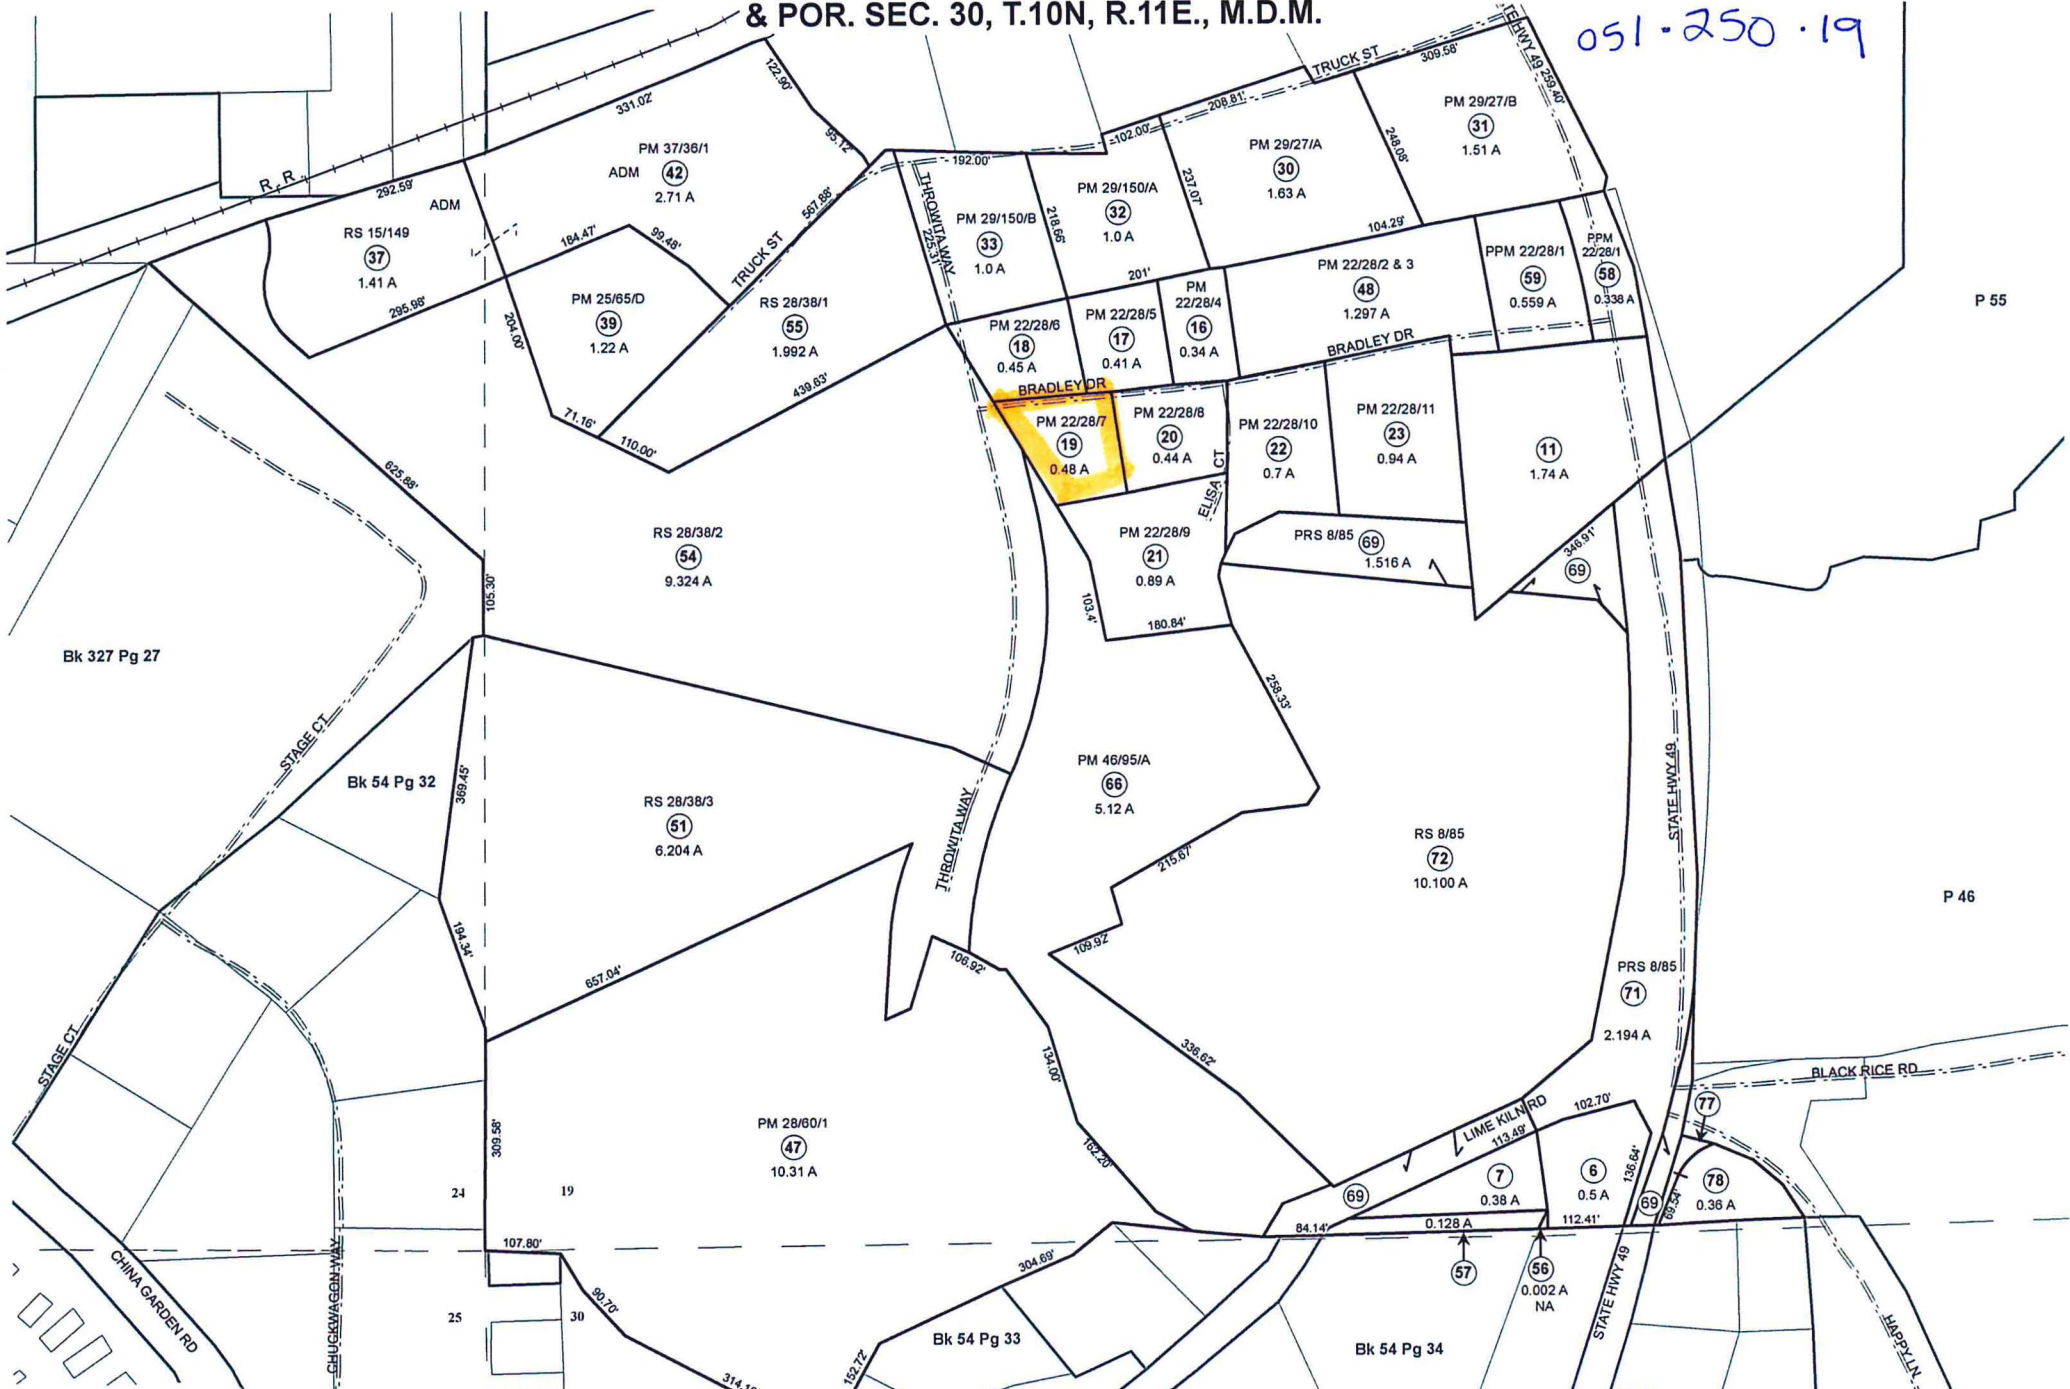 & POR. SEC. 30, T.10N, R.11E., M.D.M.
051-250-19
R. R.
331.02'
122.90'
95.12'
PM 37/36/1
ADM
42
2.71 A
292.59'
ADM
RS 15/149
37
1.41 A
295.98'
184.47'
99.48'
567.88'
TRUCK ST
204.00'
PM 25/65/D
39
1.22 A
RS 28/38/1
55
1.992 A
71.16'
110.00'
439.63'
192.00'
THROWITA WAY
225.31'
PM 29/150/B
33
1.0 A
218.66'
102.00'
PM 29/150/A
32
1.0 A
201'
237.07'
208.81'
TRUCK ST
309.58'
PM 29/27/A
30
1.63 A
248.08'
104.29'
PM 29/27/B
31
1.51 A
HWY 49
259.40'
PM 22/28/6
18
0.45 A
PM 22/28/5
17
0.41 A
PM
22/28/4
16
0.34 A
PM 22/28/2 & 3
48
1.297 A
PPM 22/28/1
59
0.559 A
PPM
22/28/1
58
0.338 A
P 55
BRADLEY DR
BRADLEY DR
PM 22/28/7
19
0.48 A
PM 22/28/8
20
0.44 A
ELISA CT
PM 22/28/10
22
0.7 A
PM 22/28/11
23
0.94 A
11
1.74 A
PM 22/28/9
21
0.89 A
103.4'
180.84'
PRS 8/85
69
1.516 A
346.91'
69
625.88'
105.30'
RS 28/38/2
54
9.324 A
Bk 327 Pg 27
STAGE CT
Bk 54 Pg 32
369.45'
194.34'
RS 28/38/3
51
6.204 A
657.04'
THROWITA WAY
106.92'
PM 46/95/A
66
5.12 A
258.33'
215.67'
109.92'
336.62'
RS 8/85
72
10.100 A
STATE HWY 49
P 46
PRS 8/85
71
2.194 A
BLACK RICE RD
STAGE CT
309.58'
PM 28/60/1
47
10.31 A
134.00'
162.20'
LIME KILN RD
113.49'
102.70'
136.64'
69
7
0.38 A
6
0.5 A
69
69.54'
77
78
0.36 A
84.14'
0.128 A
112.41'
57
56
0.002 A
NA
24
19
25
30
107.80'
90.70'
314.1
304.69'
152.72'
CHINA GARDEN RD
CHUCKWAGON WAY
Bk 54 Pg 33
Bk 54 Pg 34
STATE HWY 49
HAPPY LN